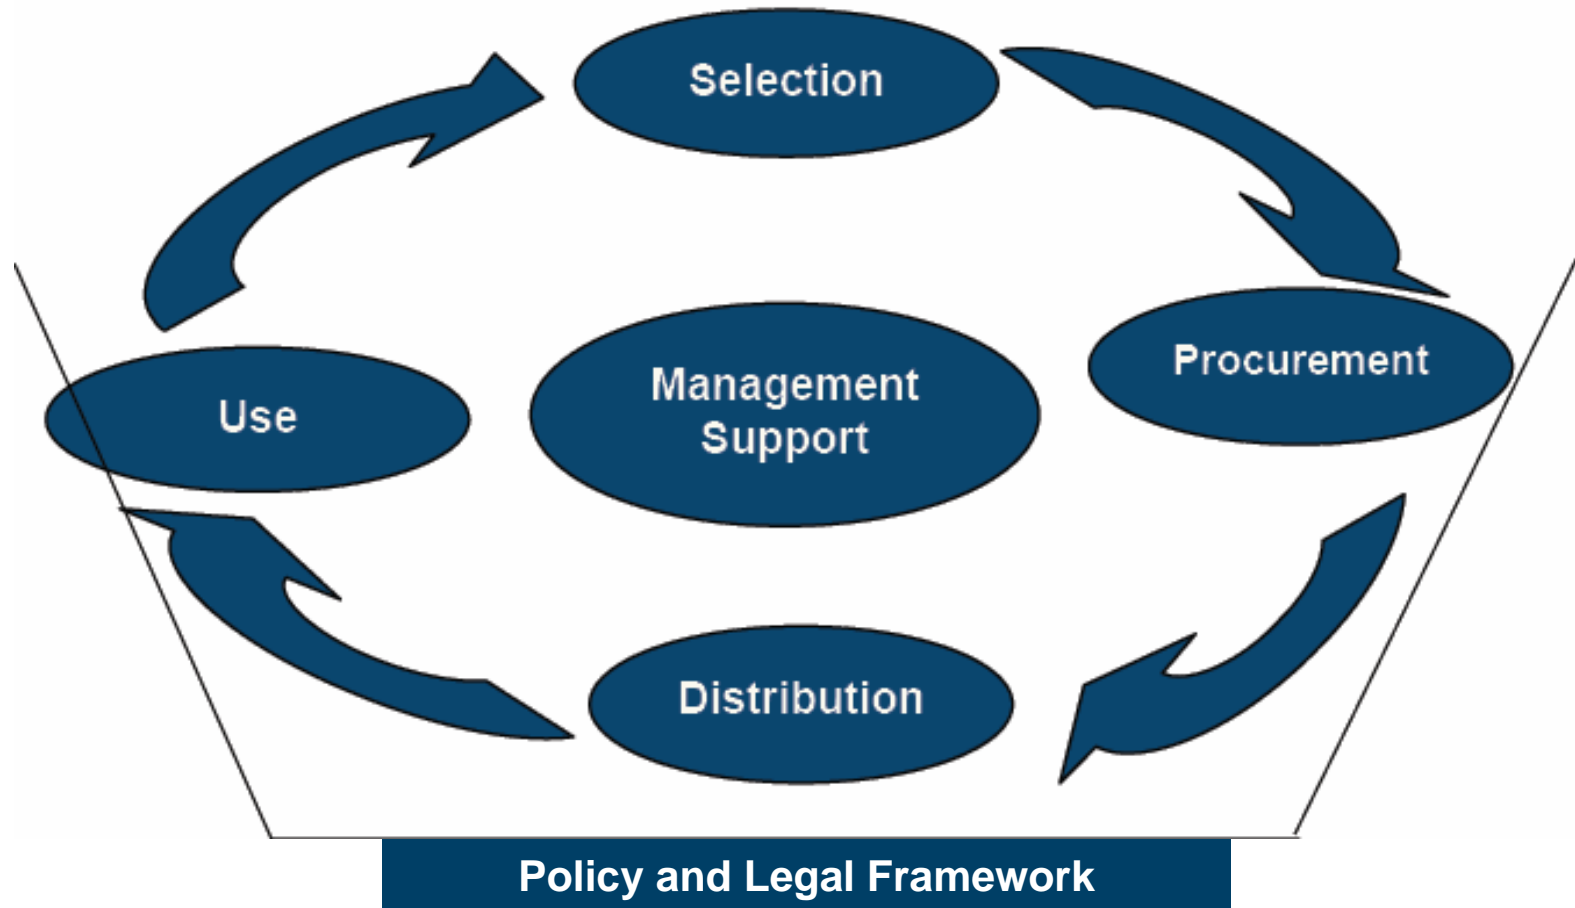 Selection
Procurement
Management
Support
Use
Distribution
Policy and Legal Framework